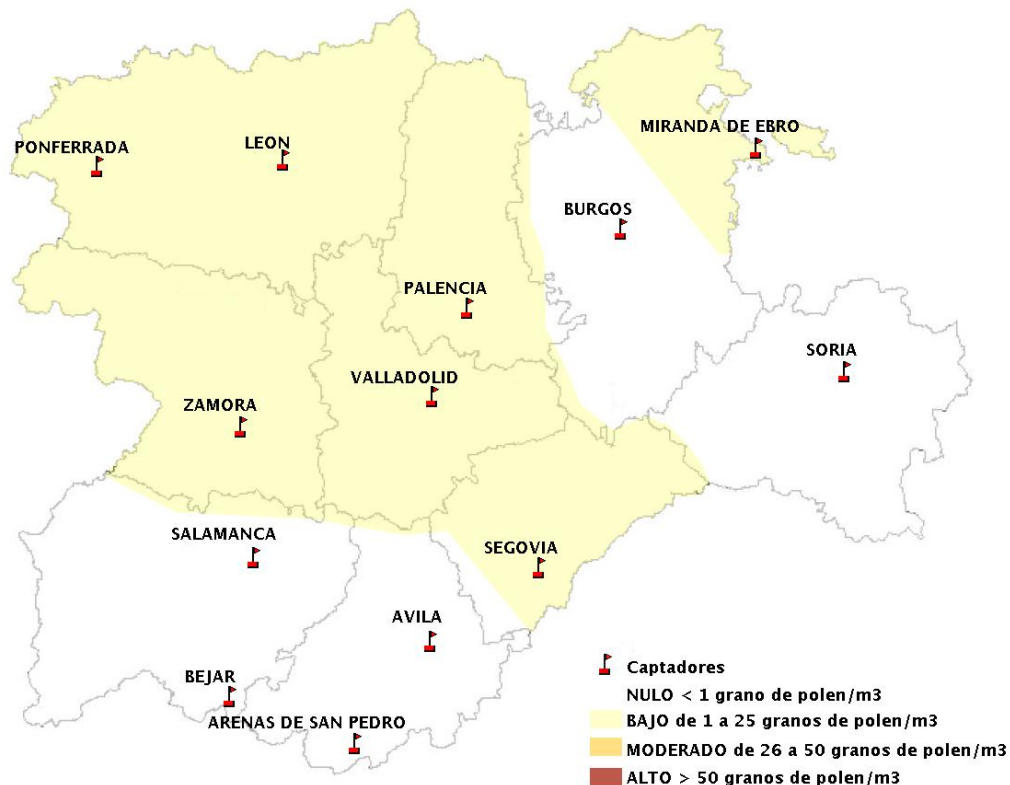 MIRANDA DE EBRO
PONFERRADA
LEON
BURGOS
PALENCIA
SORIA
VALLADOLID
ZAMORA
SALAMANCA
SEGOVIA
AVILA
BEJAR
ARENAS DE SAN PEDRO
Captadores
NULO < 1 grano de polen/m3
BAJO de 1 a 25 granos de polen/m3
MODERADO de 26 a 50 granos de polen/m3
ALTO > 50 granos de polen/m3